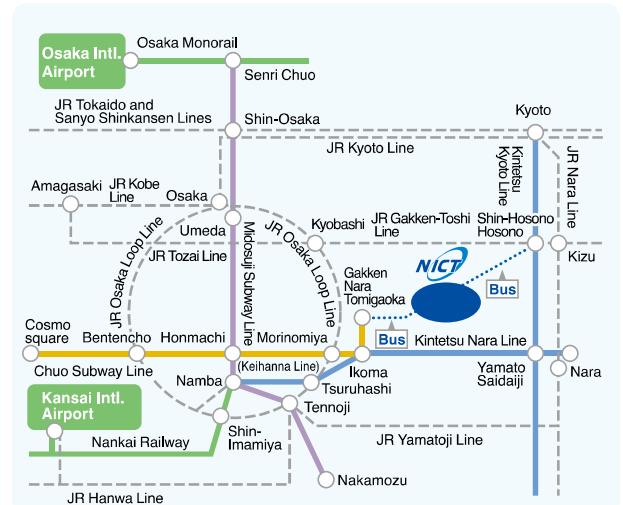 Osaka Intl.
Airport
Osaka Monorail
Senri Chuo
JR Tokaido and
Sanyo Shinkansen Lines
Shin-Osaka
Kyoto
JR Kyoto Line
Kintetsu
Kyoto Line
JR Nara Line
Amagasaki
JR Kobe
Line
Osaka
Umeda
JR Osaka Loop Line
Midosuji Subway Line
JR Osaka Loop Line
Kyobashi
JR Gakken-Toshi
Line
Shin-Hosono
Hosono
Kizu
JR Tozai Line
NICT
Bus
Gakken
Nara
Tomigaoka
Bus
Cosmo
square
Bentencho
Honmachi
Morinomiya
Kintetsu Nara Line
Chuo Subway Line
(Keihanna Line)
Ikoma
Yamato
Saidaiji
Nara
Namba
Tsuruhashi
Kansai Intl.
Airport
Tennoji
Nankai Railway
Shin-
Imamiya
JR Yamatoji Line
Nakamozu
JR Hanwa Line